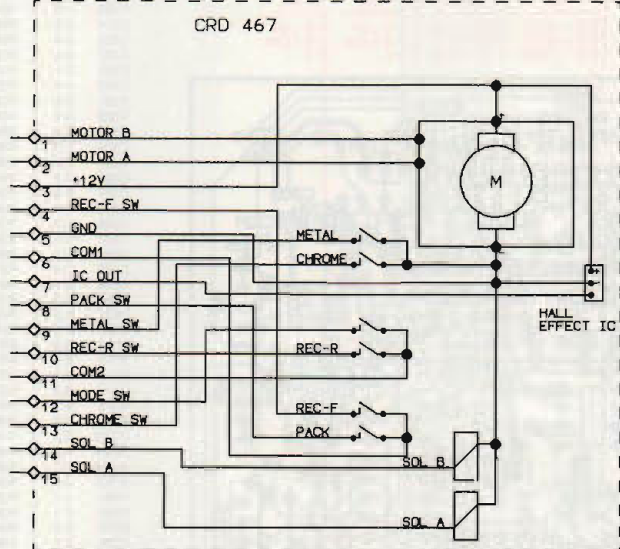 CRD 467
1 MOTOR B
2 MOTOR A
3 +12V
4 REC-F SW
5 GND
6 COM1
7 IC OUT
8 PACK SW
9 METAL SW
10 REC-R SW
11 COM2
12 MODE SW
13 CHROME SW
14 SOL B
15 SOL A
METAL
CHROME
REC-R
REC-F
PACK
SOL B
SOL A
M
+
-
HALL
EFFECT IC